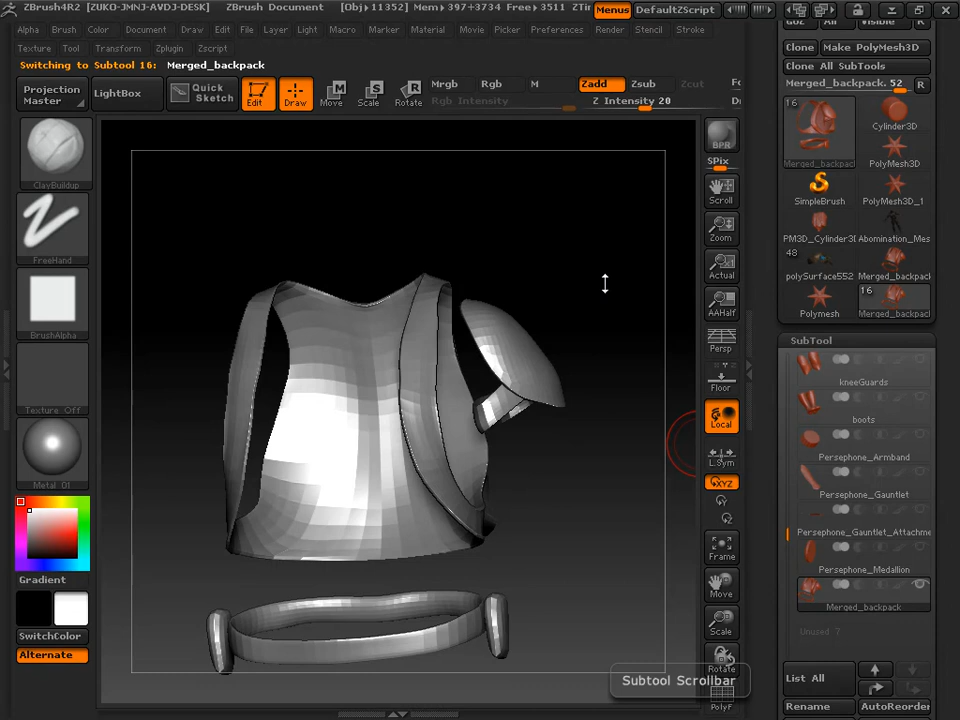 ZBrush4R2 [ZUKO-JMNJ-AVDJ-DESK] ZBrush Document [Obj▸11352] Mem▸397+3734 Free▸3511 ZTi Menus DefaultZScript
Alpha Brush Color Document Draw Edit File Layer Light Macro Marker Material Movie Picker Preferences Render Stencil Stroke
Texture Tool Transform Zplugin Zscript
Switching to Subtool 16: Merged_backpack
Projection Master
LightBox
Quick Sketch
Edit
Draw
Move
Scale
Rotate
Mrgb Rgb M
Rgb Intensity
Zadd Zsub Zcut
Z Intensity 20
Fo
ClayBuildup
FreeHand
BrushAlpha
Texture Off
Metal 01
Gradient
SwitchColor
Alternate
BPR
SPix
Scroll
Zoom
Actual
AAHalf
Persp
Floor
Local
L.Sym
XYZ
Frame
Move
Scale
Rotate
PolyF
Subtool Scrollbar
GoZ All Visible R
Clone Make PolyMesh3D
Clone All SubTools
Merged_backpack. 52 R
16
Merged_backpac
Cylinder3D
PolyMesh3D
SimpleBrush
PolyMesh3D_1
PM3D_Cylinder3D
Abomination_Mes
48
polySurface552
Merged_backpack
Polymesh
16
Merged_backpack
SubTool
kneeGuards
boots
Persephone_Armband
Persephone_Gauntlet
Persephone_Gauntlet_Attachme
Persephone_Medallion
Merged_backpack
Unused 7
List All
Rename AutoReorder